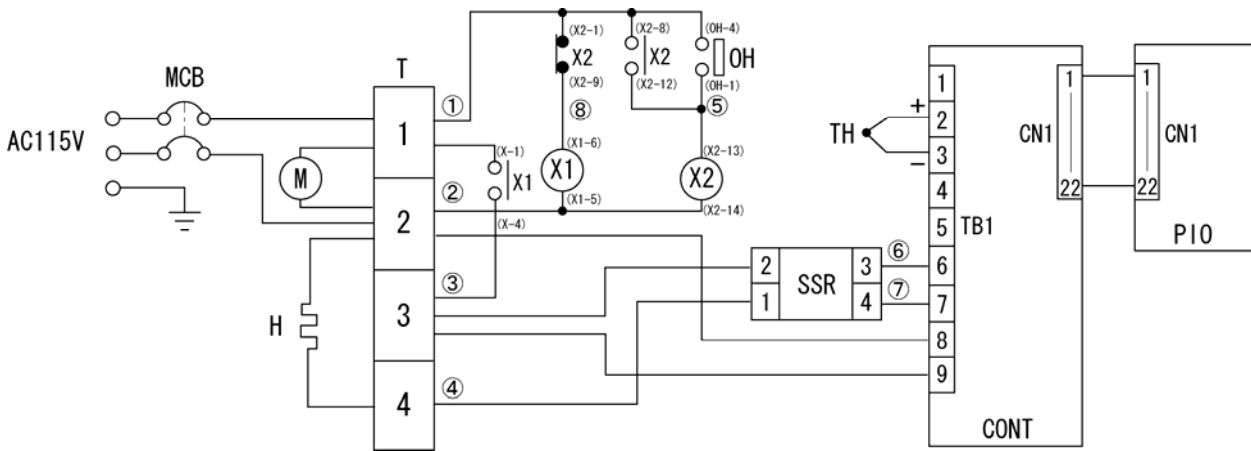 AC115V
MCB
M
H
T
1
2
3
4
①
②
③
④
(X-1)
X1
(X-4)
(X2-1)
X2
(X2-9)
⑧
(X1-6)
X1
(X1-5)
(X2-8)
X2
(X2-12)
(OH-4)
OH
(OH-1)
⑤
(X2-13)
X2
(X2-14)
2 3
SSR
1 4
⑥
⑦
TH
+
−
1
2
3
4
5
6
7
8
9
TB1
CONT
1
CN1
22
1
CN1
22
PIO